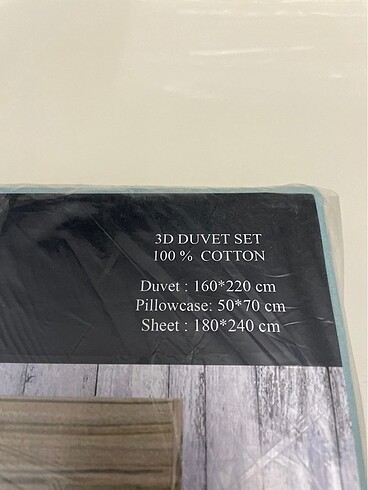 3D DUVET SET
100 % COTTON
Duvet : 160*220 cm
Pillowcase: 50*70 cm
Sheet : 180*240 cm